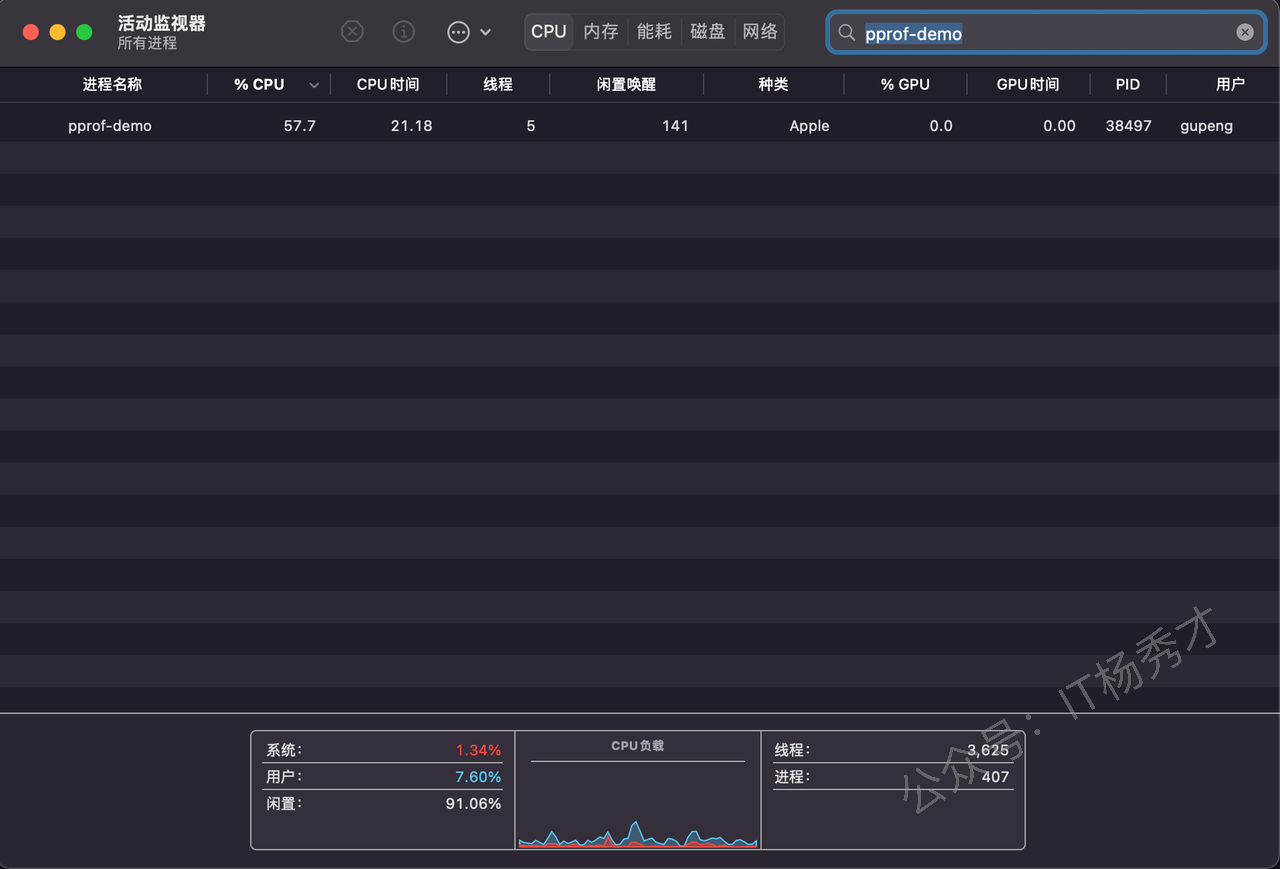 活动监视器
所有进程
CPU 内存 能耗 磁盘 网络
pprof-demo
进程名称 % CPU CPU时间 线程 闲置唤醒 种类 % GPU GPU时间 PID 用户
pprof-demo 57.7 21.18 5 141 Apple 0.0 0.00 38497 gupeng
系统: 1.34%
用户: 7.60%
闲置: 91.06%
CPU负载
线程: 3,625
进程: 407
公众号: IT杨秀才